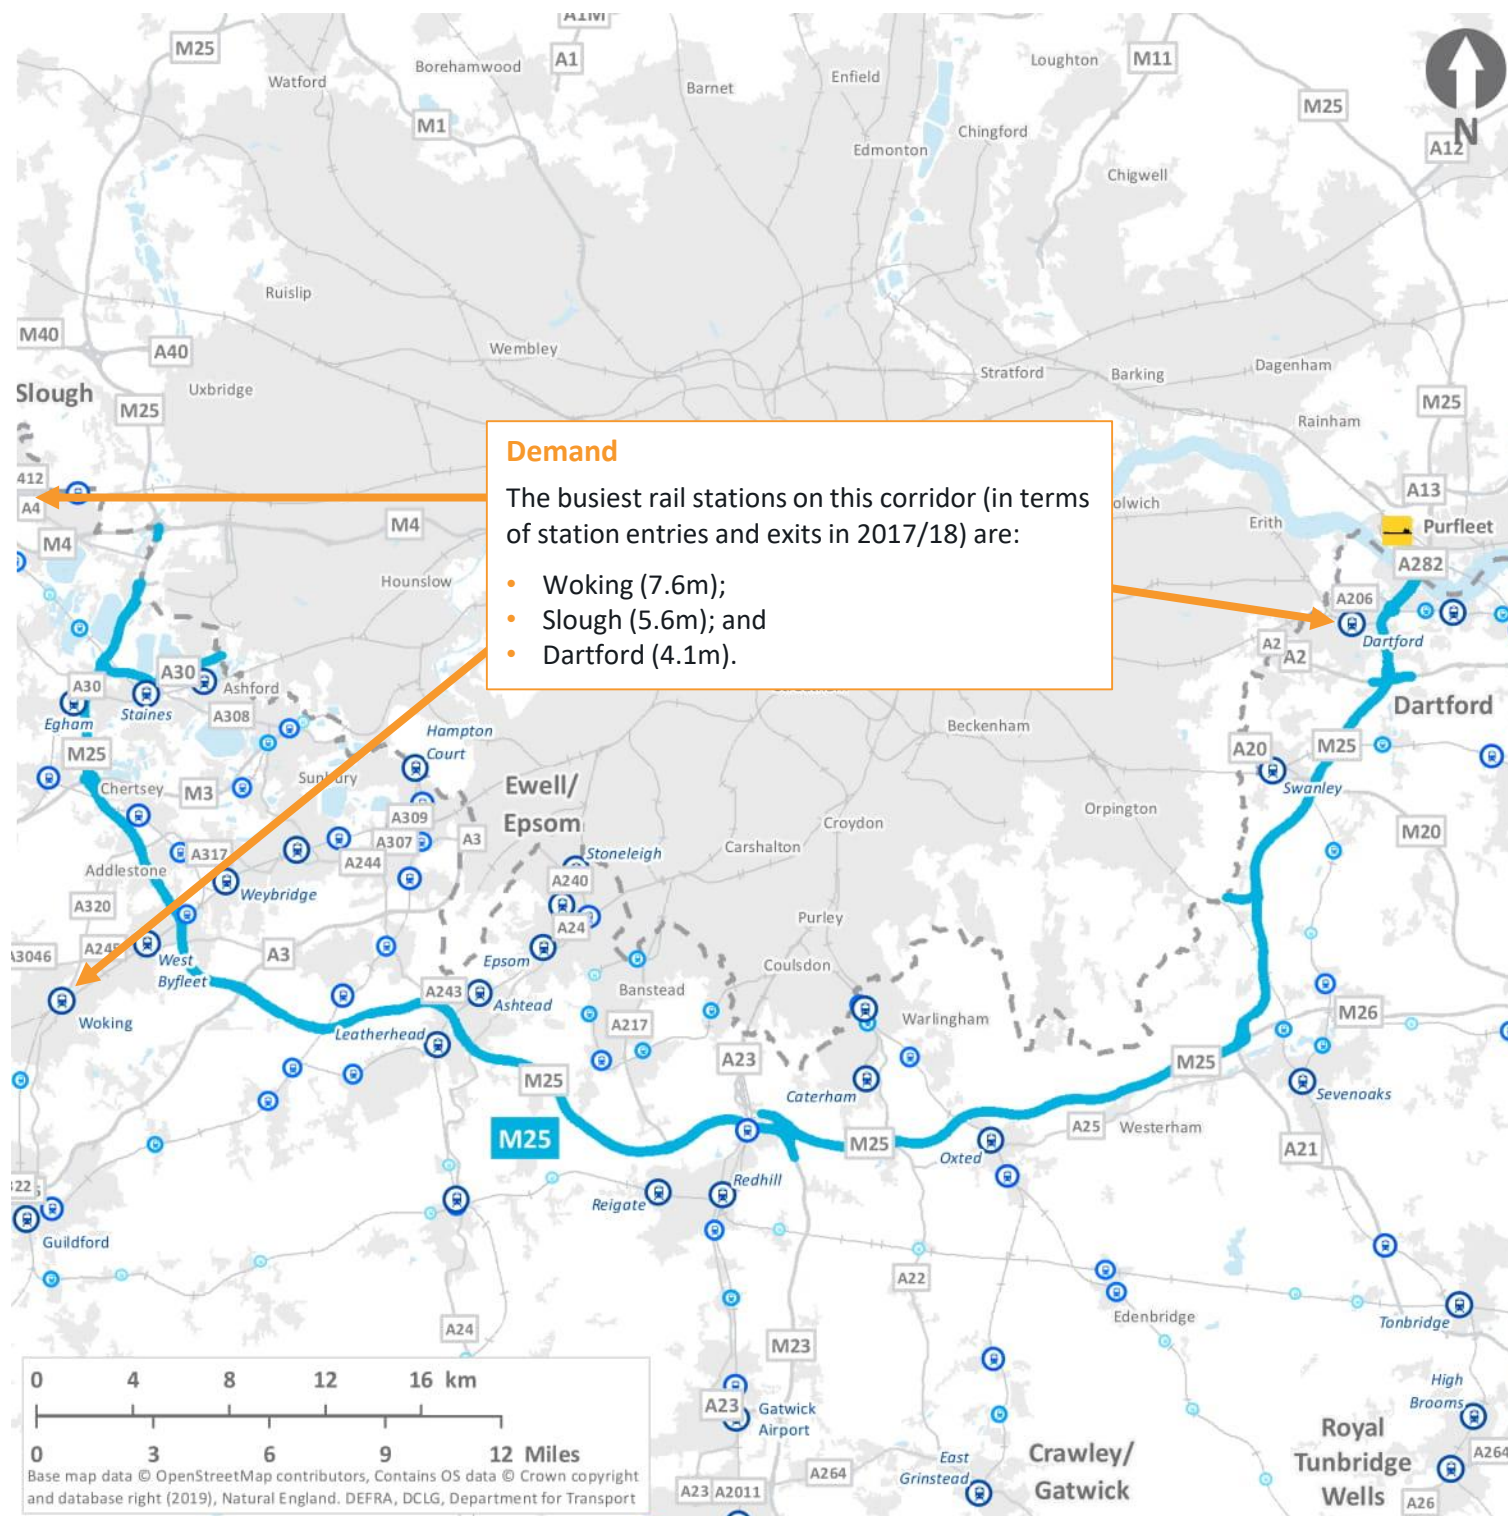 A1M
M25
Borehamwood
A1
Loughton
M11
Watford
Enfield
Barnet
M25
M1
Chingford
N
Edmonton
A12
Chigwell
Ruislip
M40
A40
Wembley
Stratford
Barking
Dagenham
Slough
Uxbridge
M25
M25
Rainham
Demand
The busiest rail stations on this corridor (in terms
of station entries and exits in 2017/18) are:
• Woking (7.6m);
• Slough (5.6m); and
• Dartford (4.1m).
412
A4
M4
M4
A13
olwich
Erith
Purfleet
A282
Hounslow
A206
A2
A2
Dartford
A30
A30
Ashford
Egham
Staines
A308
Dartford
Hampton
Court
Beckenham
M25
A20
M25
Chertsey
M3
Sunbury
Ewell/
Epsom
Swanley
Orpington
A309
A307
A3
Croydon
M20
A317
A244
Stoneleigh
Carshalton
Addlestone
Weybridge
A240
A320
A24
Purley
A3046
A245
West
Byfleet
A3
Epsom
Coulsdon
A243
Ashtead
Banstead
Woking
Leatherhead
A217
Warlingham
M26
A23
M25
M25
Caterham
Sevenoaks
M25
M25
Oxted
A25
Westerham
A21
322
Reigate
Redhill
Guildford
A22
Edenbridge
Tonbridge
A24
M23
0 4 8 12 16 km
0 3 6 9 12 Miles
Base map data © OpenStreetMap contributors, Contains OS data © Crown copyright
and database right (2019), Natural England. DEFRA, DCLG, Department for Transport
A23
Gatwick
Airport
High
Brooms
A23
A2011
A264
East
Grinstead
Crawley/
Gatwick
Royal
Tunbridge
Wells
A264
A26